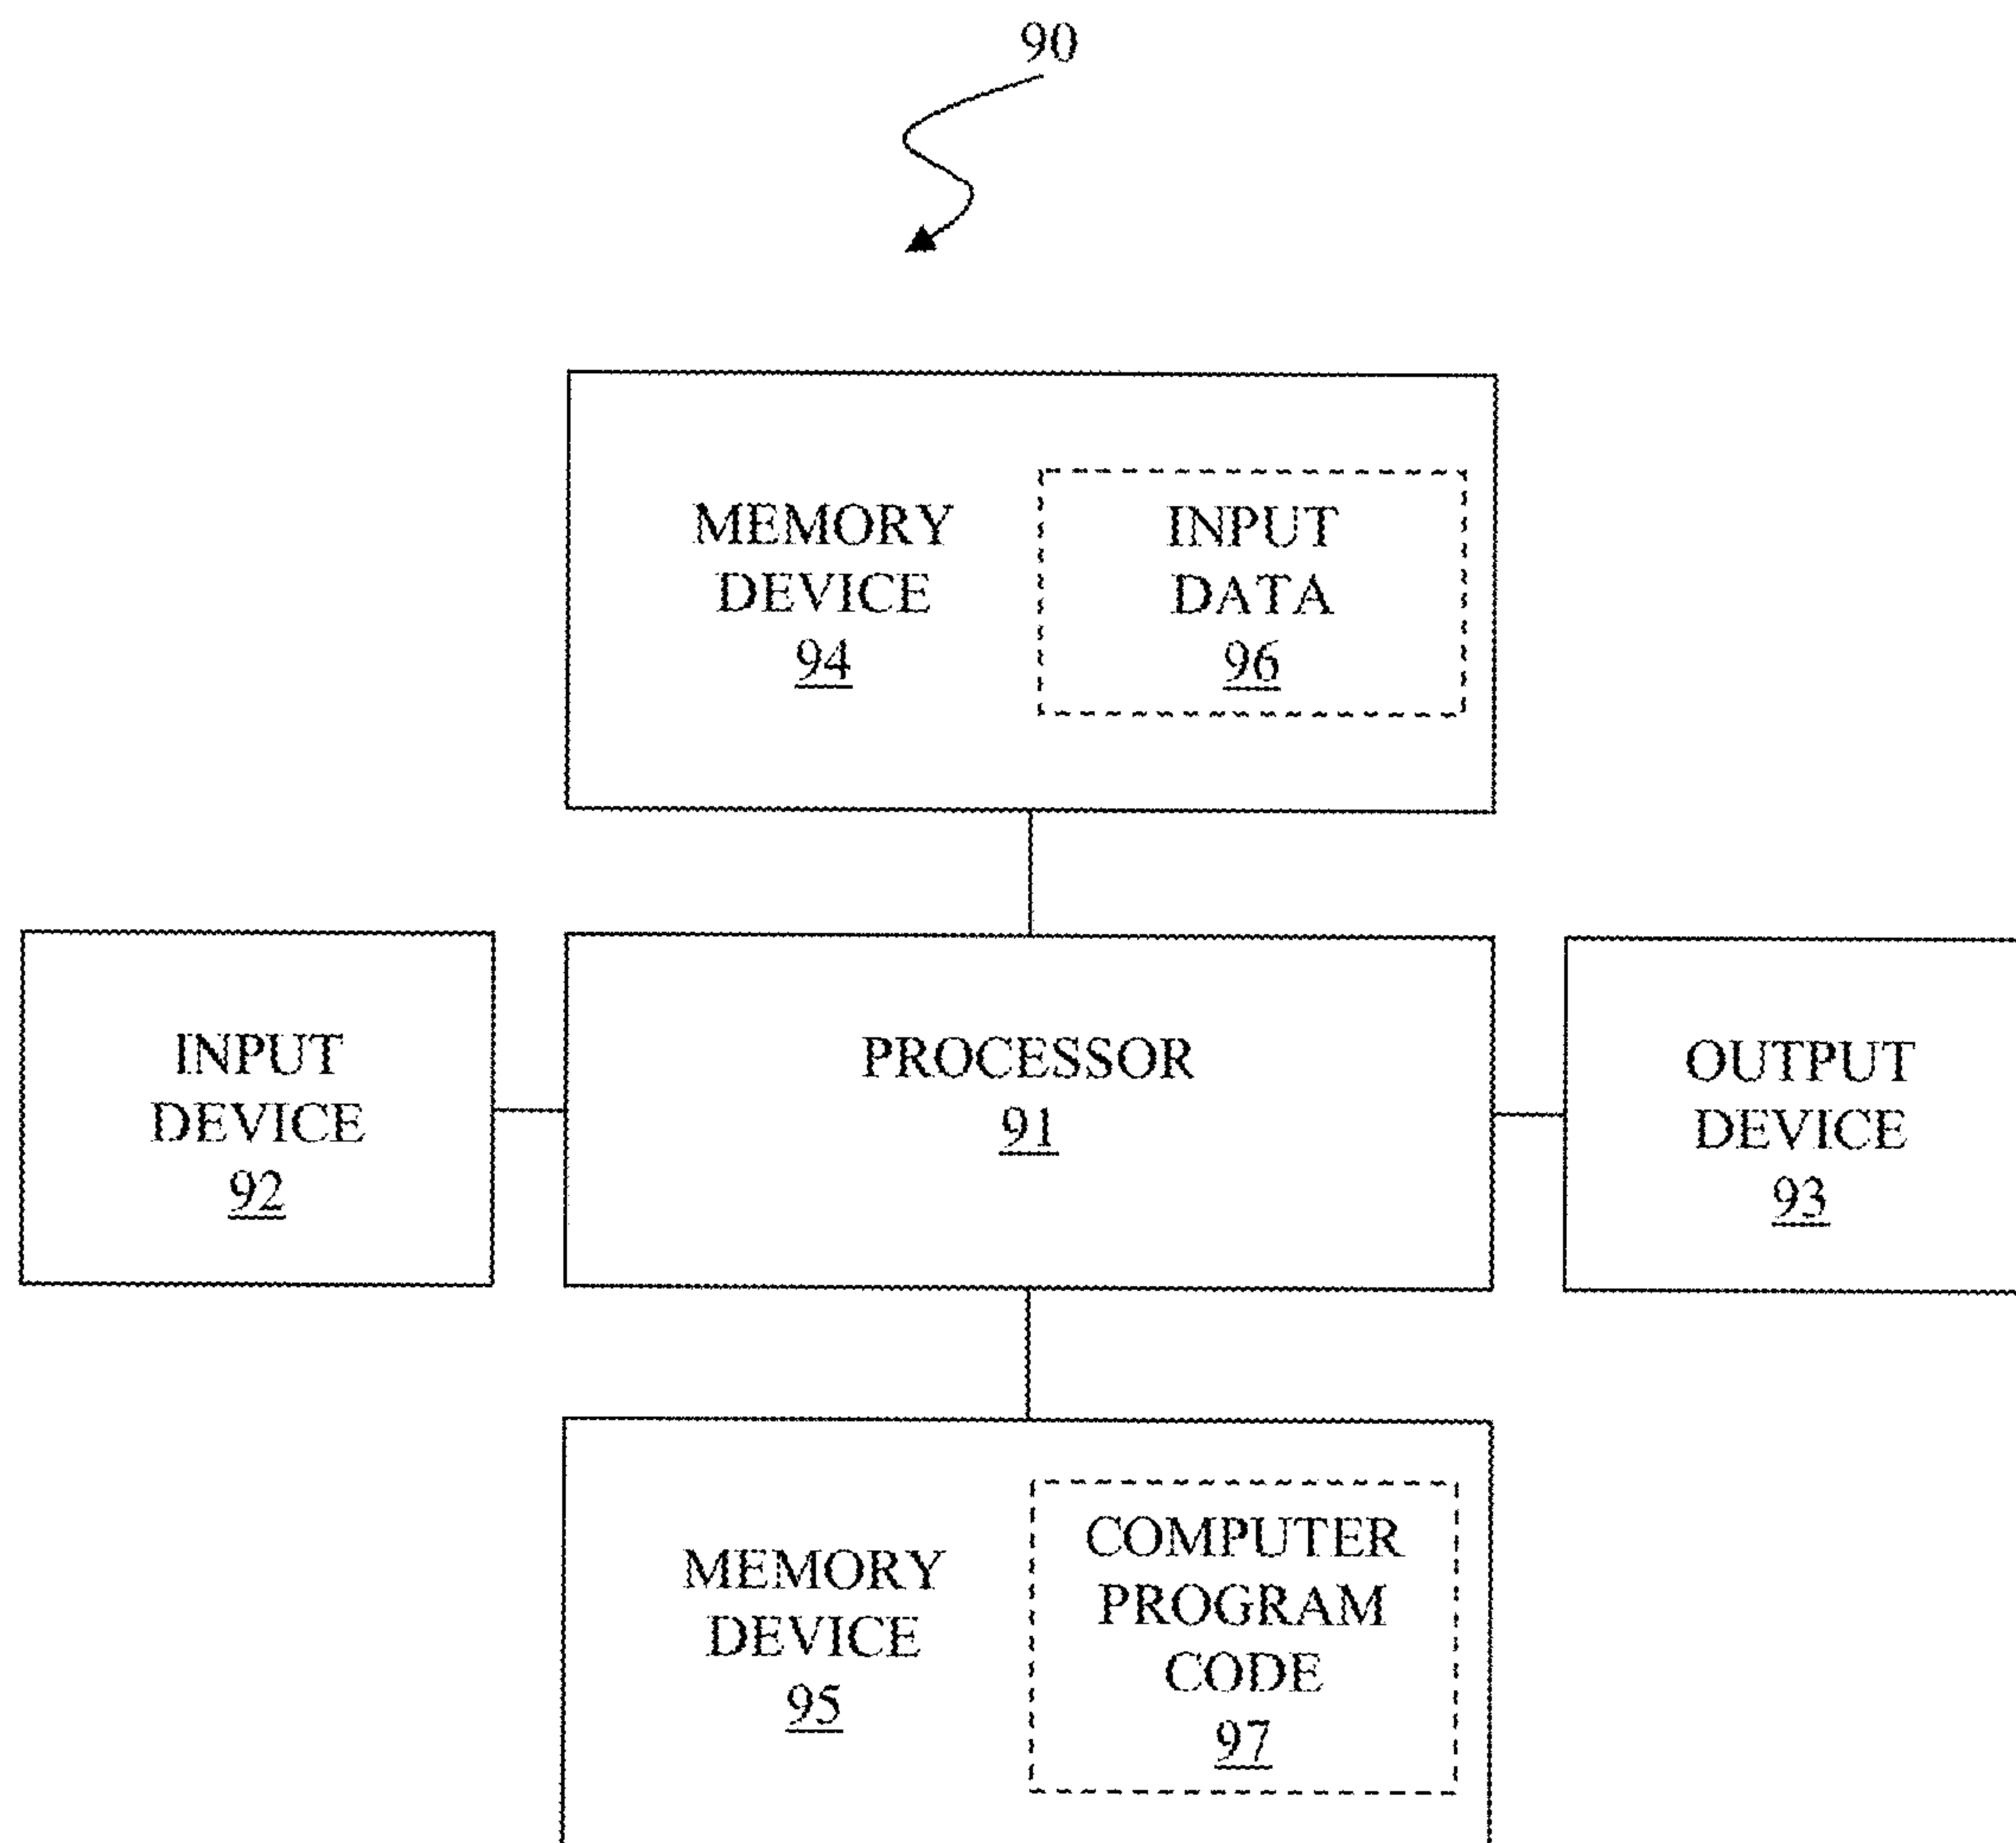 90
MEMORY
DEVICE
94
INPUT
DATA
96
INPUT
DEVICE
92
PROCESSOR
91
OUTPUT
DEVICE
93
MEMORY
DEVICE
95
COMPUTER
PROGRAM
CODE
97